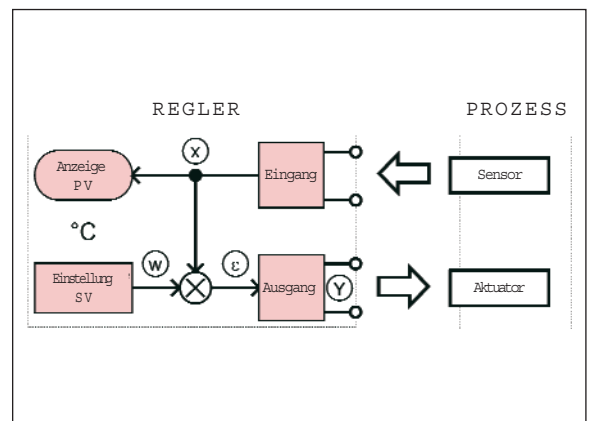 REGLER PROZESS
X
Anzeige
PV
Eingang
Sensor
°C
Einstellung
SV
W
ε
Ausgang
Y
Aktuator